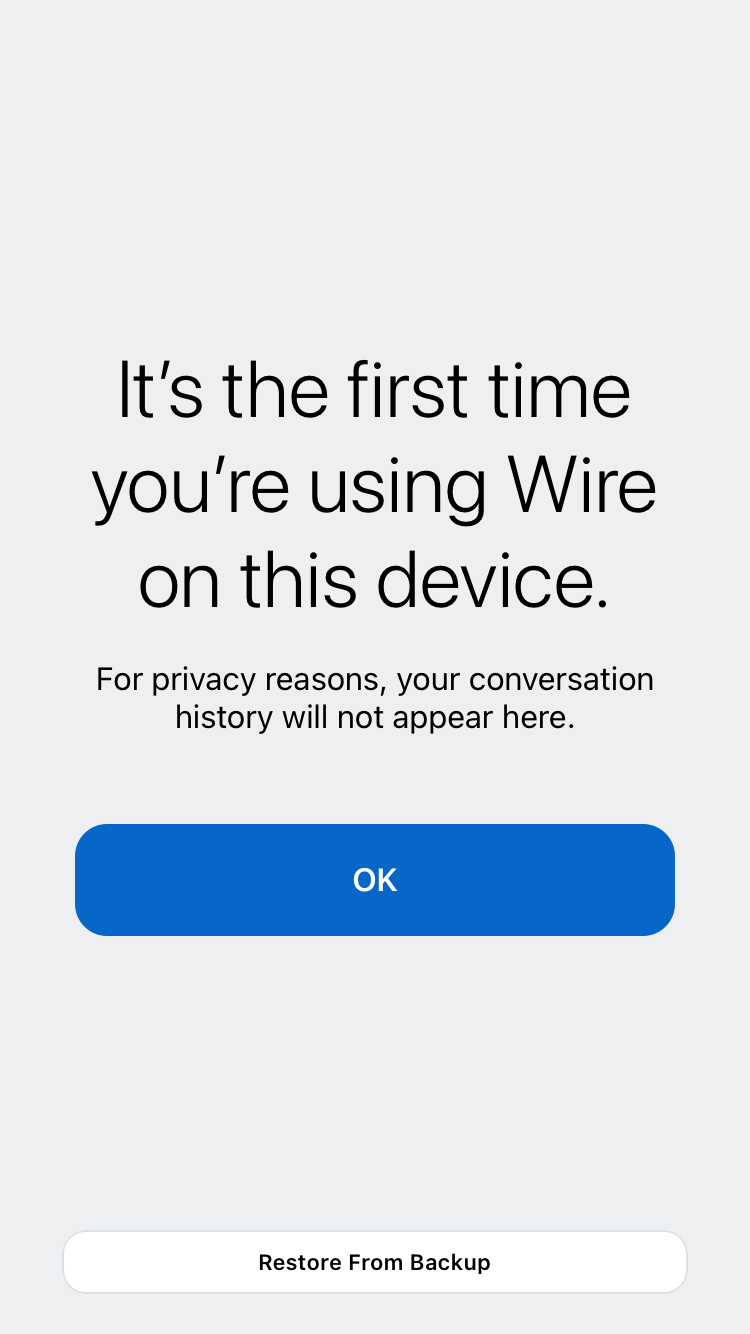 It’s the first time
you’re using Wire
on this device.
For privacy reasons, your conversation
history will not appear here.
OK
Restore From Backup